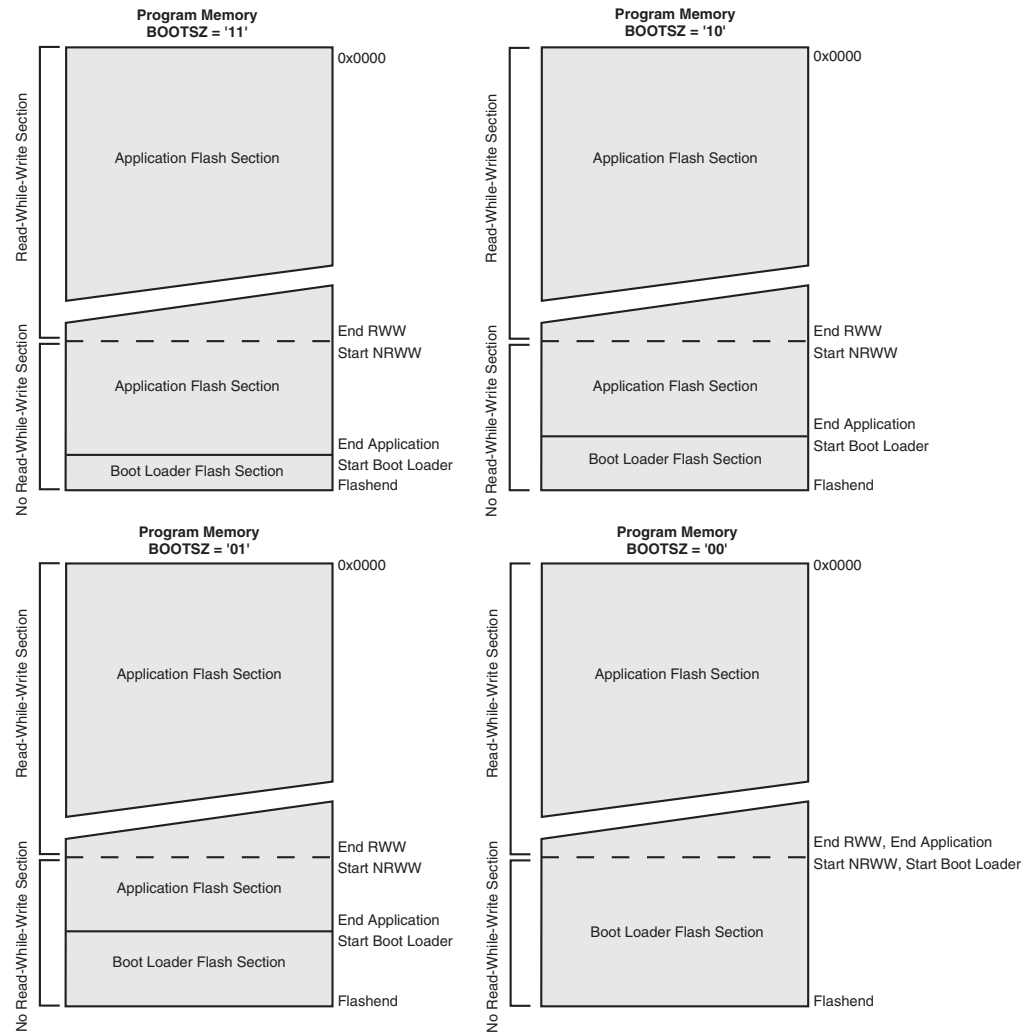 Program Memory
BOOTSZ = '11'
0x0000
Read-While-Write Section
Application Flash Section
End RWW
Start NRWW
No Read-While-Write Section
Application Flash Section
End Application
Start Boot Loader
Boot Loader Flash Section
Flashend
Program Memory
BOOTSZ = '10'
0x0000
Read-While-Write Section
Application Flash Section
End RWW
Start NRWW
No Read-While-Write Section
Application Flash Section
End Application
Start Boot Loader
Boot Loader Flash Section
Flashend
Program Memory
BOOTSZ = '01'
0x0000
Read-While-Write Section
Application Flash Section
End RWW
Start NRWW
No Read-While-Write Section
Application Flash Section
End Application
Start Boot Loader
Boot Loader Flash Section
Flashend
Program Memory
BOOTSZ = '00'
0x0000
Read-While-Write Section
Application Flash Section
End RWW, End Application
Start NRWW, Start Boot Loader
No Read-While-Write Section
Boot Loader Flash Section
Flashend